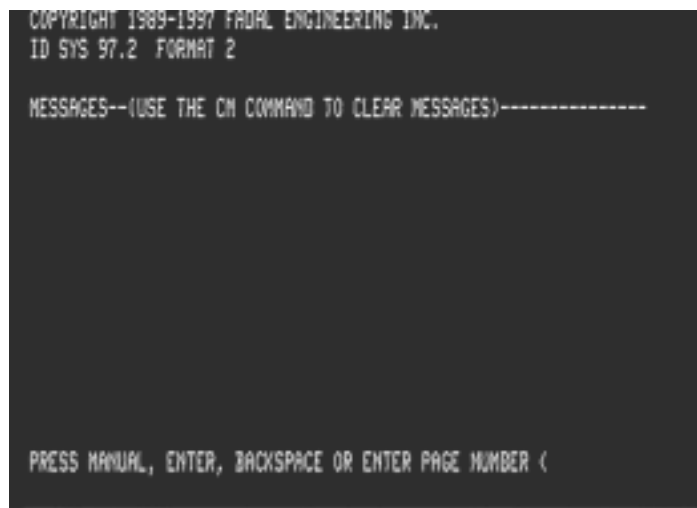 COPYRIGHT 1989-1997 FADAL ENGINEERING INC.
ID SYS 97.2 FORMAT 2
MESSAGES--(USE THE CM COMMAND TO CLEAR MESSAGES)---------------
PRESS MANUAL, ENTER, BACKSPACE OR ENTER PAGE NUMBER <